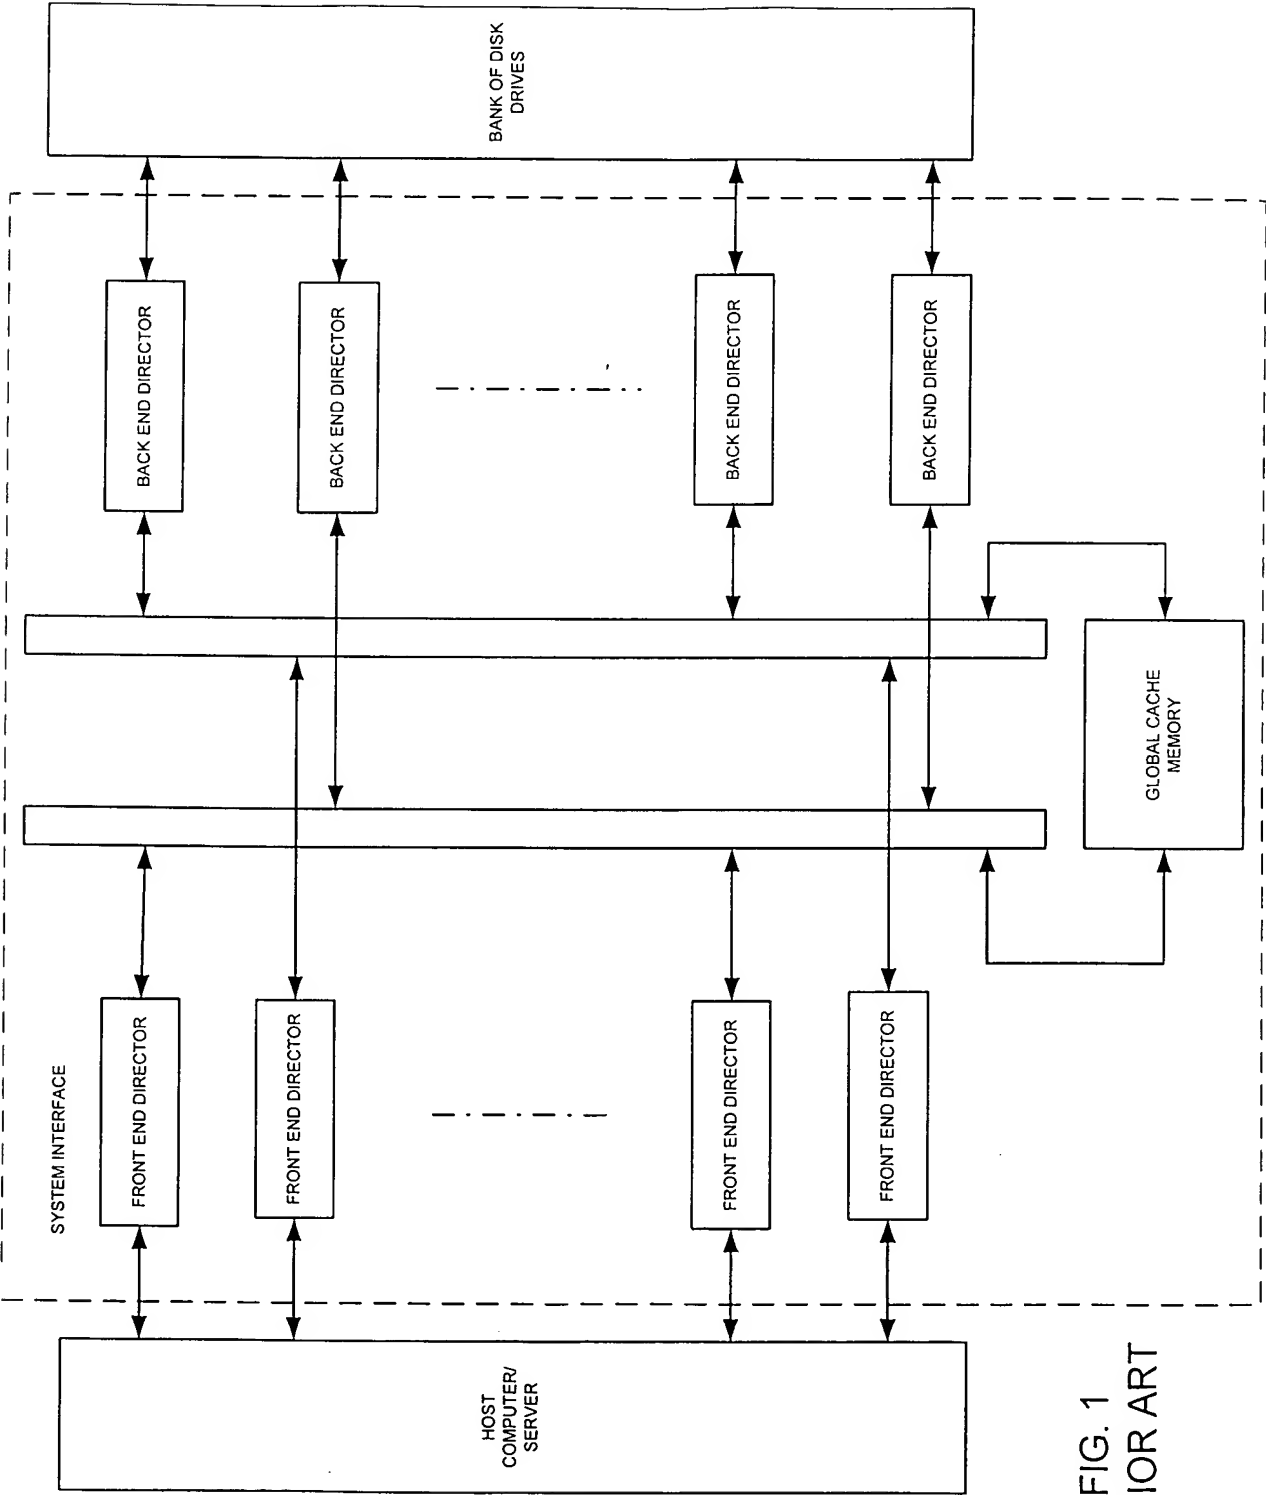 SYSTEM INTERFACE
HOST
COMPUTER/
SERVER
FRONT END DIRECTOR
FRONT END DIRECTOR
FRONT END DIRECTOR
FRONT END DIRECTOR
BACK END DIRECTOR
BACK END DIRECTOR
BACK END DIRECTOR
BACK END DIRECTOR
BANK OF DISK
DRIVES
GLOBAL CACHE
MEMORY
FIG. 1
IOR ART